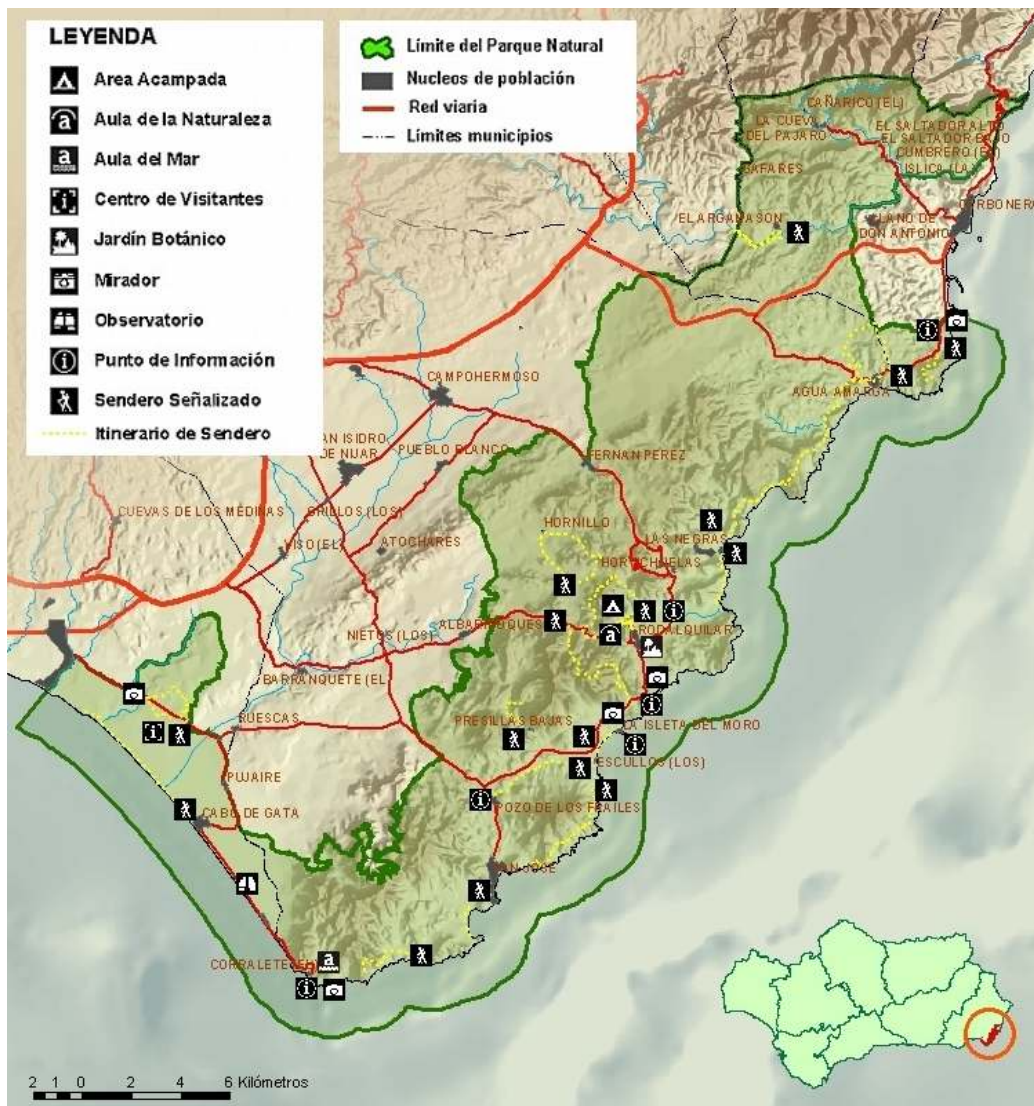 LEYENDA
Area Acampada
Aula de la Naturaleza
Aula del Mar
Centro de Visitantes
Jardín Botánico
Mirador
Observatorio
Punto de Información
Sendero Señalizado
Itinerario de Sendero
Límite del Parque Natural
Nucleos de población
Red viaria
Límites municipios
CAÑARICO (EL)
LA CUEVA
DEL PAJARO
EL SALTADOR ALTO
EL SALTADOR BAJO
CUMBRERO (EL)
ISLICA (LA)
GAFARES
CARBONERA
EL ARGAMASON
LLANO DE
DON ANTONIO
CAMPOHERMOSO
AGUA AMARGA
SAN ISIDRO
DE NIJAR
PUEBLO BLANCO
FERNAN PEREZ
CUEVAS DE LOS MEDINAS
GRILLOS (LOS)
HORNILLO
VISO (EL)
ATOCHARES
LAS NEGRAS
HORTICHUELAS
NIETOS (LOS)
ALBARICOQUES
RODALQUILAR
BARRANQUETE (EL
RUESCAS
PRESILLAS BAJAS
LA ISLETA DEL MORO
ESCULLOS (LOS)
PUJAIRE
CABO DE GATA
POZO DE LOS FRAILES
SAN JOSE
CORRALETE (EL)
2 1 0 2 4 6 Kilómetros